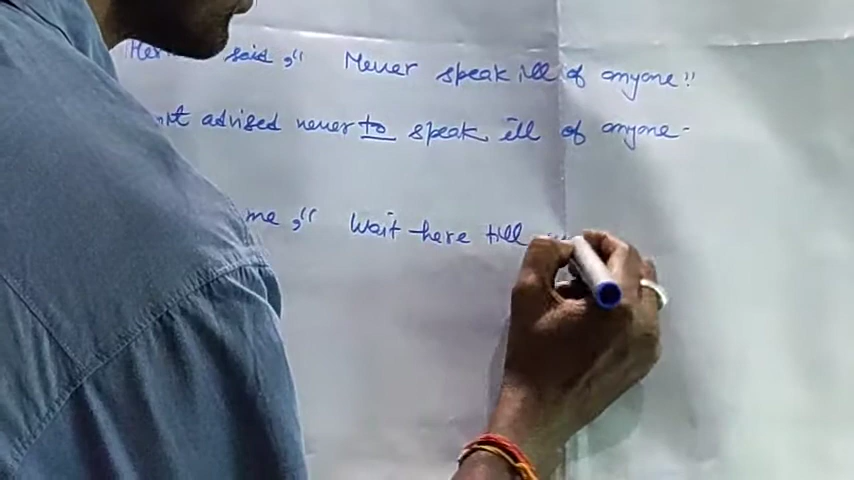 said, " Never speak ill of anyone"
advised never to speak ill of anyone-
me, " Wait here till